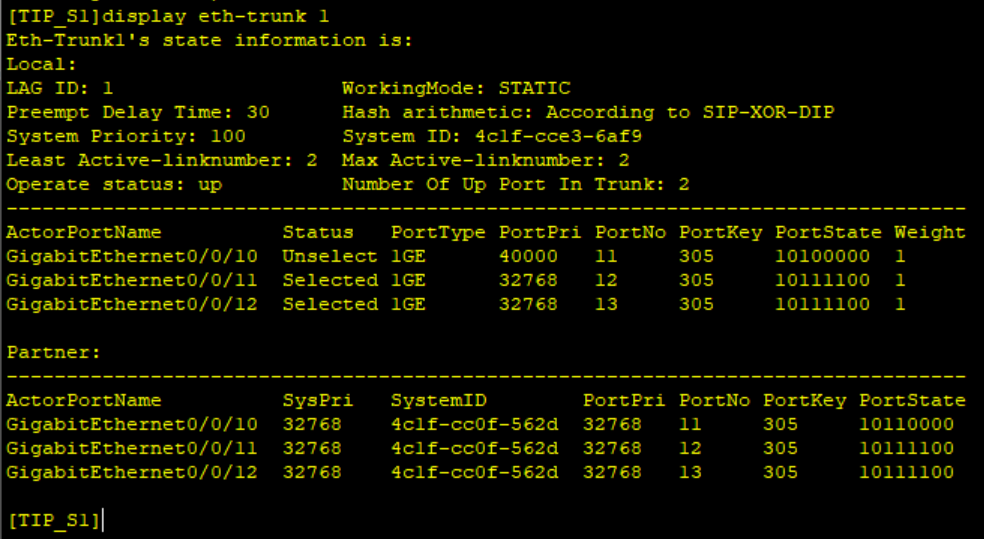 [TIP_S1]display eth-trunk 1
Eth-Trunk1's state information is:
Local:
LAG ID: 1                   WorkingMode: STATIC
Preempt Delay Time: 30      Hash arithmetic: According to SIP-XOR-DIP
System Priority: 100        System ID: 4c1f-cce3-6af9
Least Active-linknumber: 2  Max Active-linknumber: 2
Operate status: up          Number Of Up Port In Trunk: 2
--------------------------------------------------------------------------------
ActorPortName          Status   PortType PortPri PortNo PortKey PortState Weight
GigabitEthernet0/0/10  Unselect 1GE      40000   11     305     10100000  1
GigabitEthernet0/0/11  Selected 1GE      32768   12     305     10111100  1
GigabitEthernet0/0/12  Selected 1GE      32768   13     305     10111100  1

Partner:
--------------------------------------------------------------------------------
ActorPortName          SysPri   SystemID        PortPri PortNo PortKey PortState
GigabitEthernet0/0/10  32768    4c1f-cc0f-562d  32768   11     305     10110000
GigabitEthernet0/0/11  32768    4c1f-cc0f-562d  32768   12     305     10111100
GigabitEthernet0/0/12  32768    4c1f-cc0f-562d  32768   13     305     10111100

[TIP_S1]